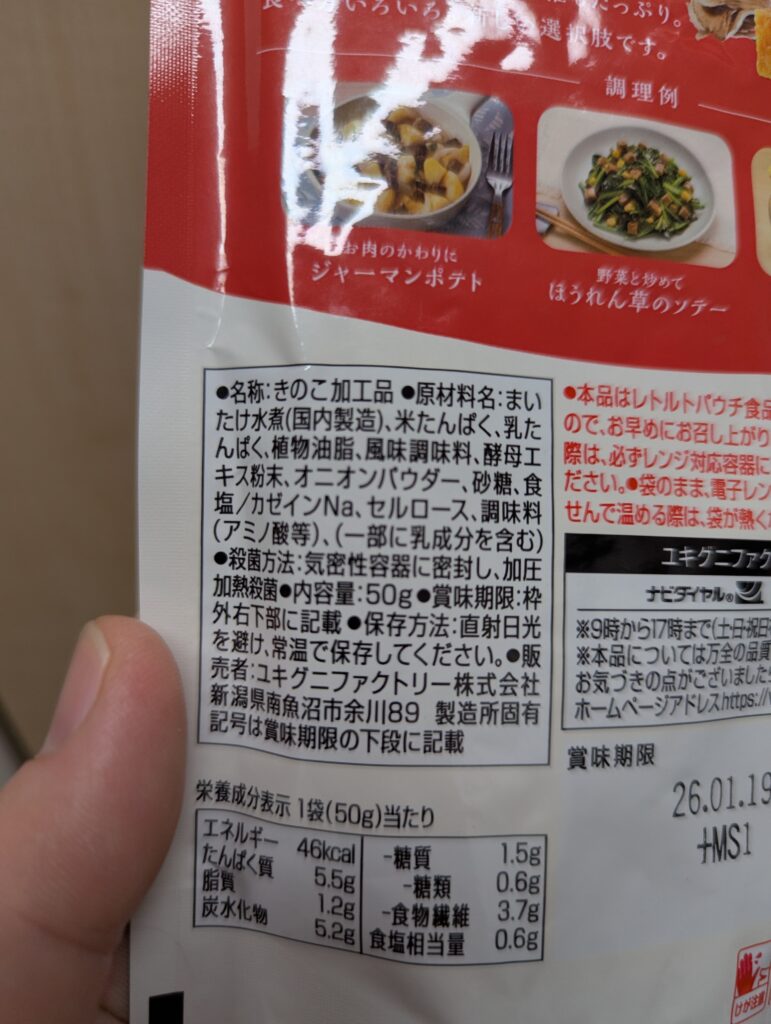 たっぷり。
選択肢です。
調理例
お肉のかわりに
ジャーマンポテト
野菜と炒めて
ほうれん草のソテー
●名称:きのこ加工品 ●原材料名:まい
たけ水煮(国内製造)、米たんぱく、乳た
んぱく、植物油脂、風味調味料、酵母エ
キス粉末、オニオンパウダー、砂糖、食
塩/カゼインNa、セルロース、調味料
(アミノ酸等)、(一部に乳成分を含む)
●殺菌方法:気密性容器に密封し、加圧
加熱殺菌●内容量:50g●賞味期限:枠
外右下部に記載 ●保存方法:直射日光
を避け、常温で保存してください。●販
売者:ユキグニファクトリー株式会社
新潟県南魚沼市余川89 製造所固有
記号は賞味期限の下段に記載
●本品はレトルトパウチ食品
ので、お早めにお召し上がり
際は、必ずレンジ対応容器に
ださい。●袋のまま、電子レン
せんで温める際は、袋が熱く
ユキグニファク
ナビダイヤル®
※9時から17時まで(土日・祝日
※本品については万全の品質
お気づきの点がございましたら
ホームページアドレスhttps://
賞味期限
26.01.19
+MS1
栄養成分表示 1袋(50g)当たり
エネルギー 46kcal
たんぱく質 5.5g
脂質 1.2g
炭水化物 5.2g
-糖質 1.5g
-糖類 0.6g
-食物繊維 3.7g
食塩相当量 0.6g
けが注意